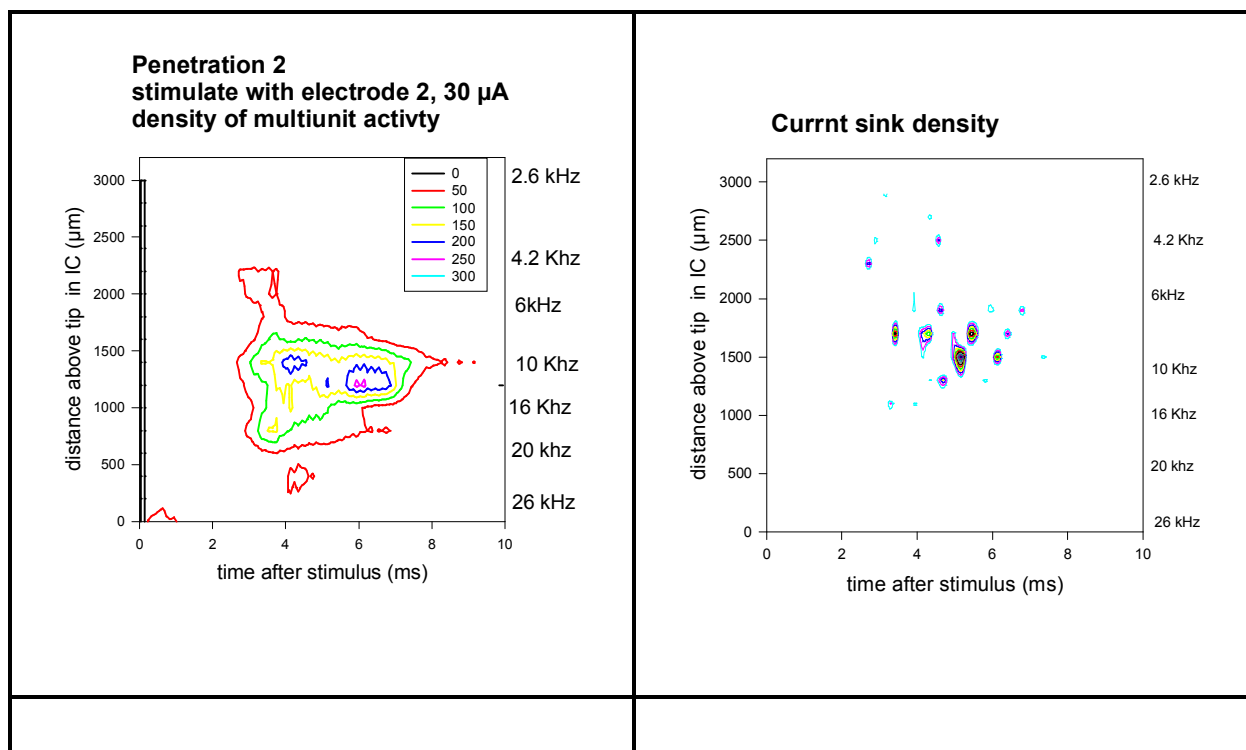 Penetration 2
stimulate with electrode 2, 30 µA
density of multiunit activty
distance above tip in IC (µm)
3000
2500
2000
1500
1000
500
0
0
50
100
150
200
250
300
2.6 kHz
4.2 Khz
6kHz
10 Khz
16 Khz
20 khz
26 kHz
0 2 4 6 8 10
time after stimulus (ms)
Currnt sink density
distance above tip in IC (µm)
3000
2500
2000
1500
1000
500
0
2.6 kHz
4.2 Khz
6kHz
10 Khz
16 Khz
20 khz
26 kHz
0 2 4 6 8 10
time after stimulus (ms)